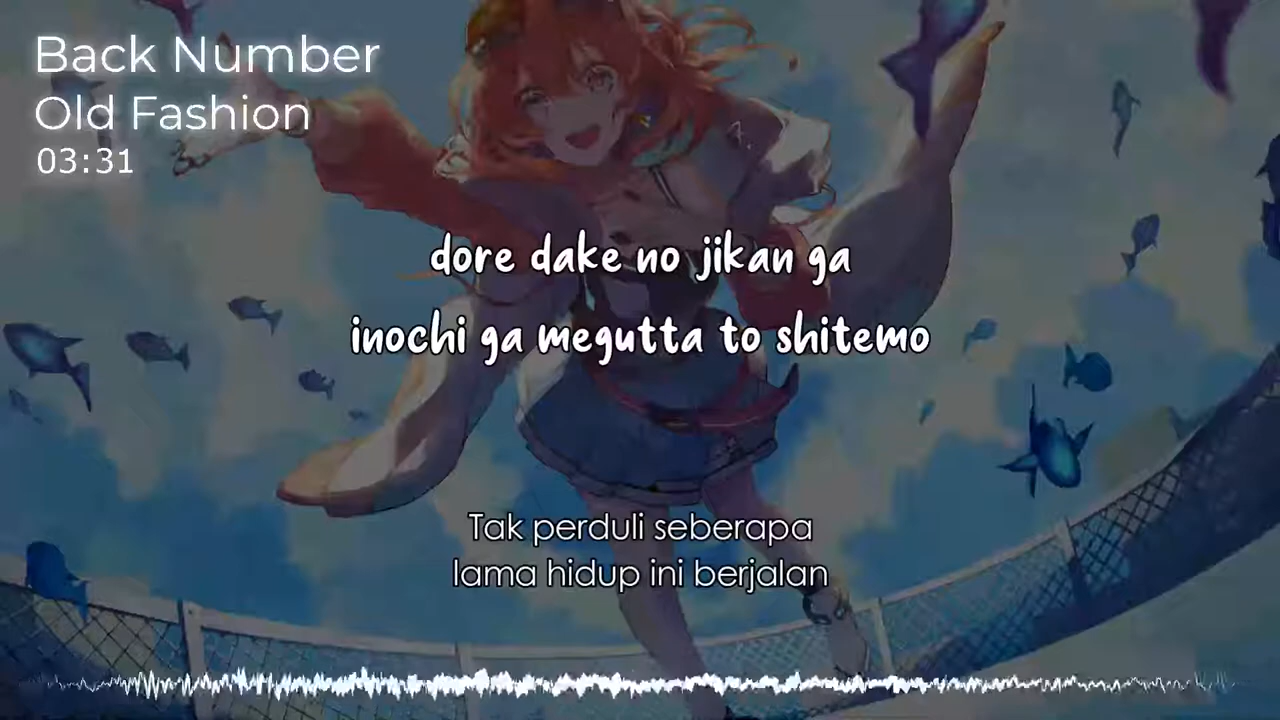 Back Number
Old Fashion
03:31
dore dake no jikan ga
inochi ga megutta to shitemo
Tak perduli seberapa
lama hidup ini berjalan